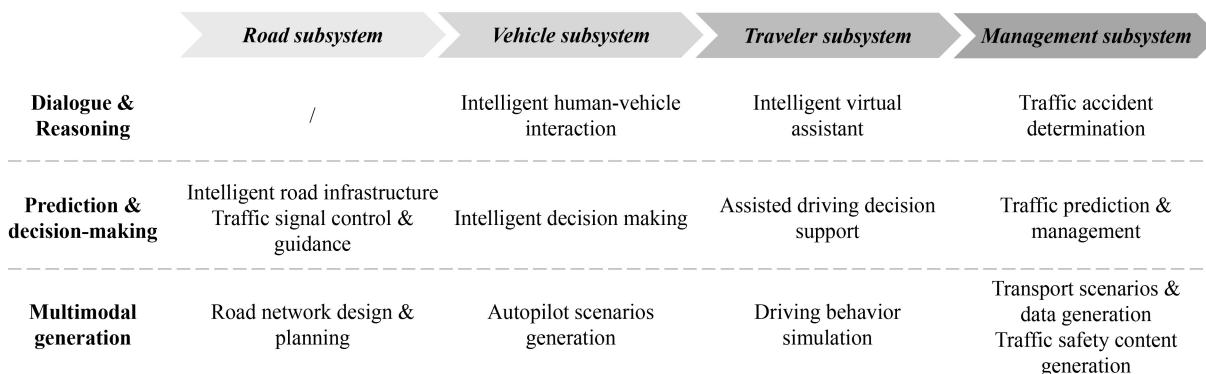 Road subsystem
Vehicle subsystem
Traveler subsystem
Management subsystem
Dialogue &
Reasoning
/
Intelligent human-vehicle
interaction
Intelligent virtual
assistant
Traffic accident
determination
Prediction &
decision-making
Intelligent road infrastructure
Traffic signal control &
guidance
Intelligent decision making
Assisted driving decision
support
Traffic prediction &
management
Multimodal
generation
Road network design &
planning
Autopilot scenarios
generation
Driving behavior
simulation
Transport scenarios &
data generation
Traffic safety content
generation